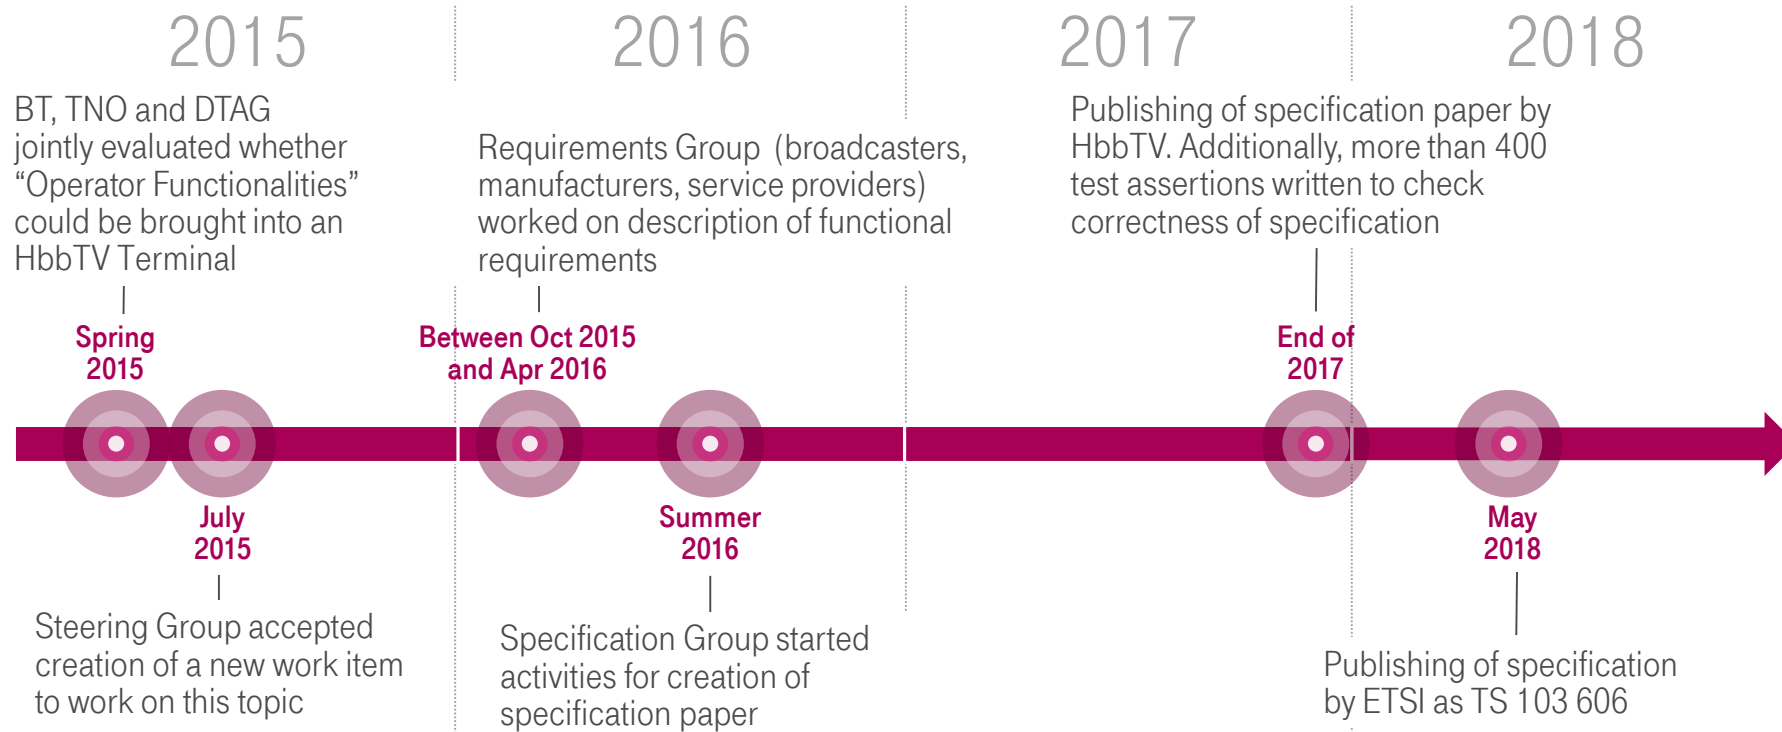 2015
2016
2017
2018
BT, TNO and DTAG
jointly evaluated whether
“Operator Functionalities”
could be brought into an
HbbTV Terminal
Requirements Group (broadcasters,
manufacturers, service providers)
worked on description of functional
requirements
Publishing of specification paper by
HbbTV. Additionally, more than 400
test assertions written to check
correctness of specification
Spring
2015
Between Oct 2015
and Apr 2016
End of
2017
July
2015
Summer
2016
May
2018
Steering Group accepted
creation of a new work item
to work on this topic
Specification Group started
activities for creation of
specification paper
Publishing of specification
by ETSI as TS 103 606